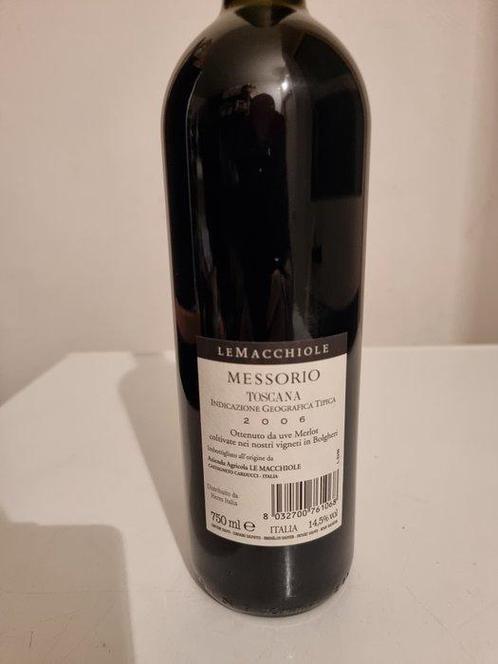 LEMACCHIOLE
MESSORIO
TOSCANA
INDICAZIONE GEOGRAFICA TIPICA
2006
Ottenuto da uve Merlot
coltivate nei nostri vigneti in Bolgheri
Imbottigliato all'origine da
Azienda Agricola LE MACCHIOLE
CASTAGNETO CARDUCCI - ITALIA
Distribuito da
Heres Italia
8 032700 761068
750 ml e ITALIA 14,5% vol